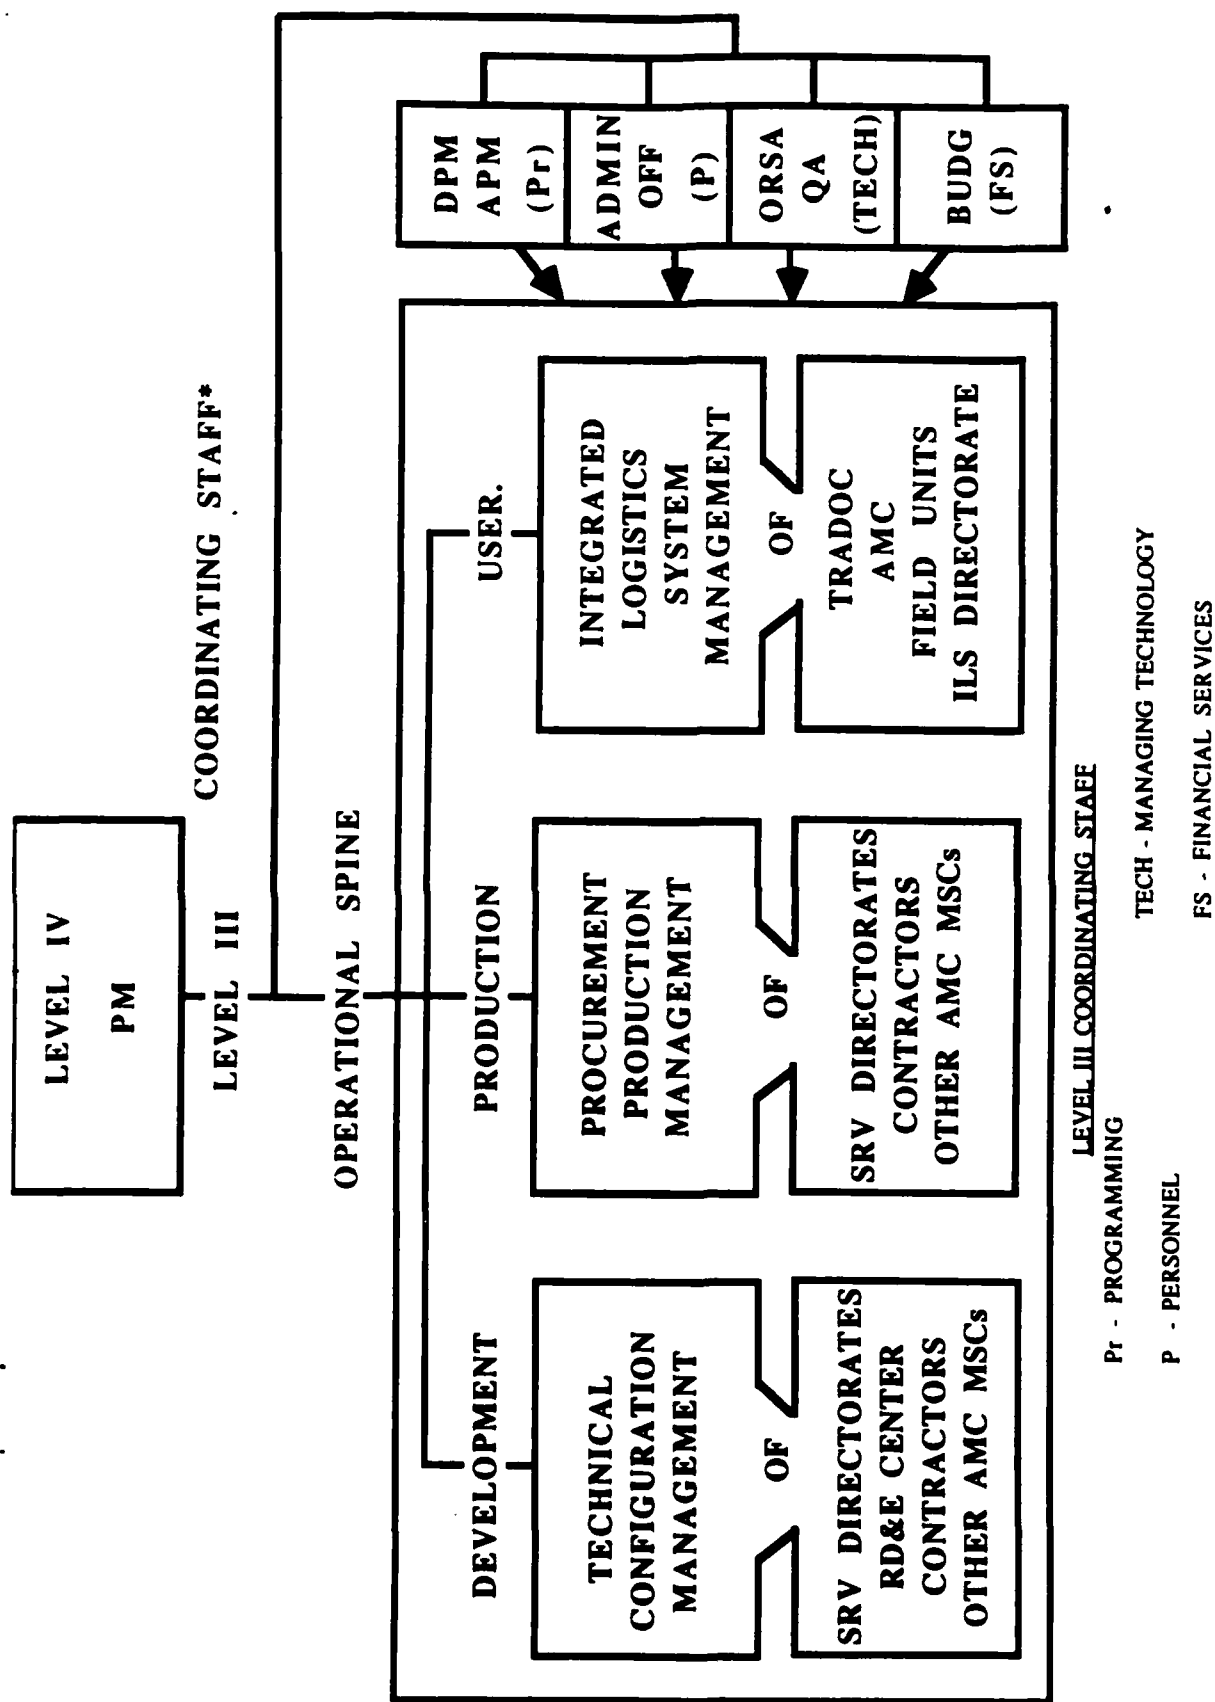 LEVEL IV
PM
LEVEL III
COORDINATING STAFF*
OPERATIONAL SPINE
DEVELOPMENT
TECHNICAL
CONFIGURATION
MANAGEMENT
OF
SRV DIRECTORATES
RD&E CENTER
CONTRACTORS
OTHER AMC MSCs
PRODUCTION
PROCUREMENT
PRODUCTION
MANAGEMENT
OF
SRV DIRECTORATES
CONTRACTORS
OTHER AMC MSCs
USER.
INTEGRATED
LOGISTICS
SYSTEM
MANAGEMENT
OF
TRADOC
AMC
FIELD UNITS
ILS DIRECTORATE
DPM
APM
(Pr)
ADMIN
OFF
(P)
ORSA
QA
(TECH)
BUDG
(FS)
LEVEL III COORDINATING STAFF
Pr - PROGRAMMING
P - PERSONNEL
TECH - MANAGING TECHNOLOGY
FS - FINANCIAL SERVICES